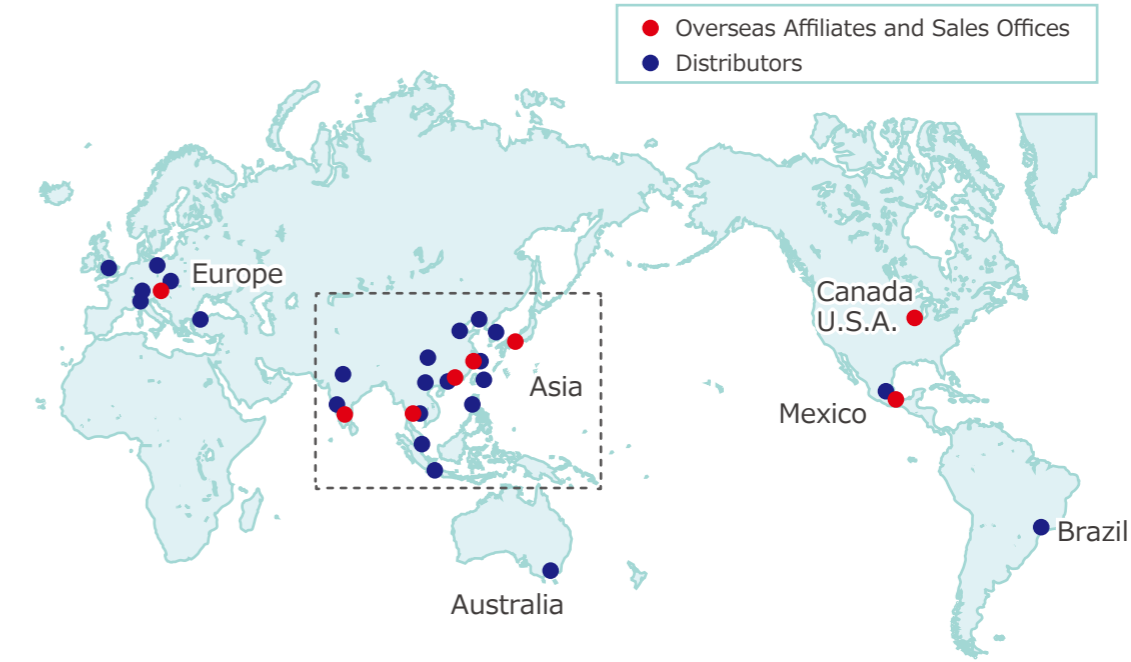 Overseas Affiliates and Sales Offices
Distributors
Europe
Asia
Canada
U.S.A.
Mexico
Brazil
Australia